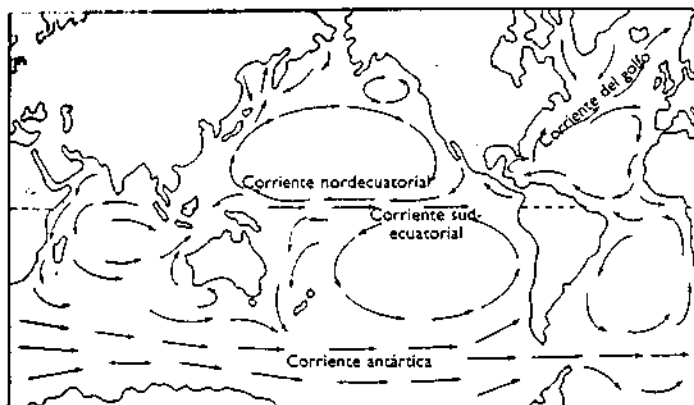 Corriente del golfo
Corriente nordecuatorial
Corriente sud-
ecuatorial
Corriente antártica